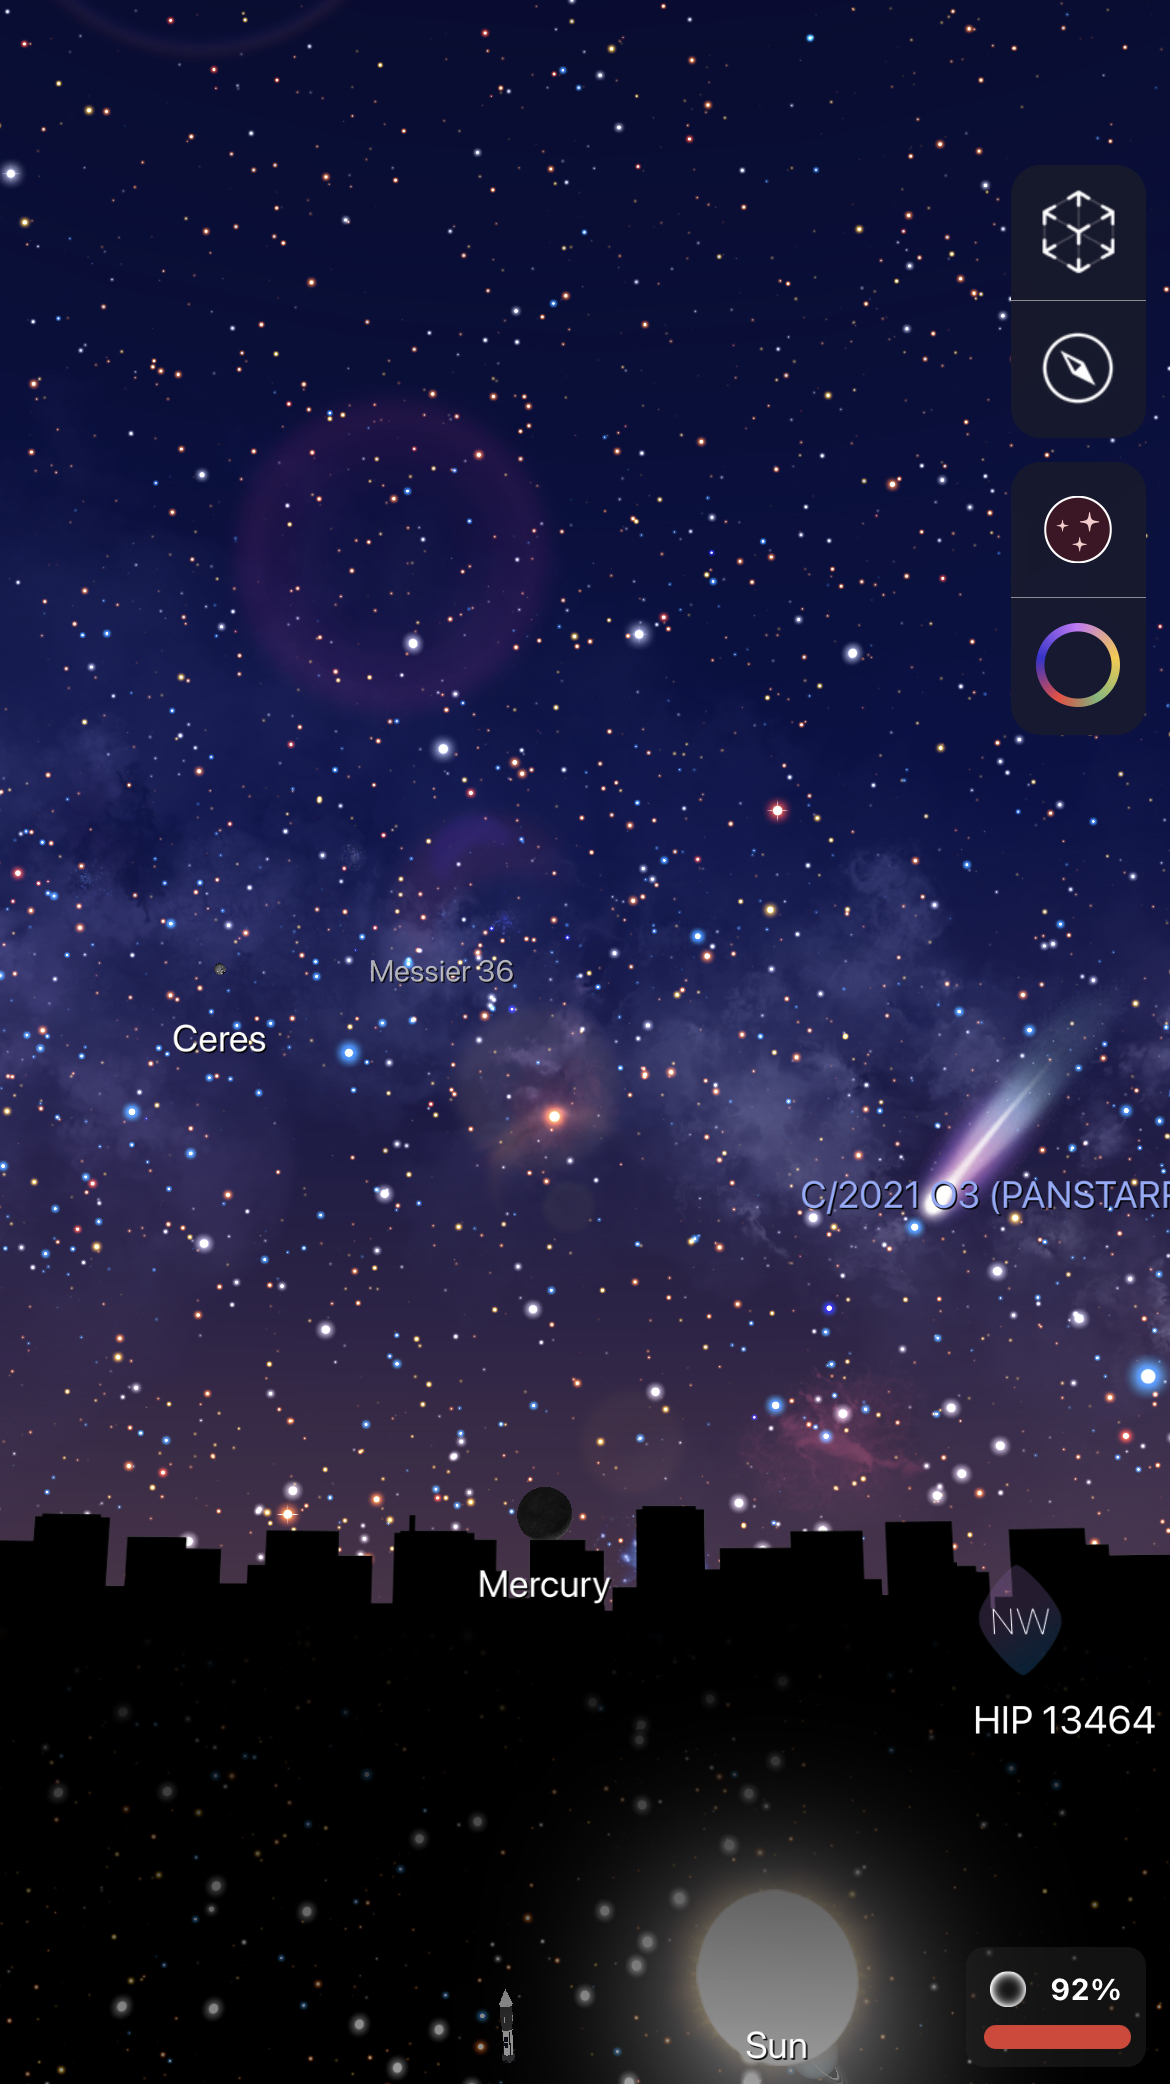 Messier 36
Ceres
C/2021 O3 (PANSTARR
Mercury
NW
HIP 13464
92%
Sun